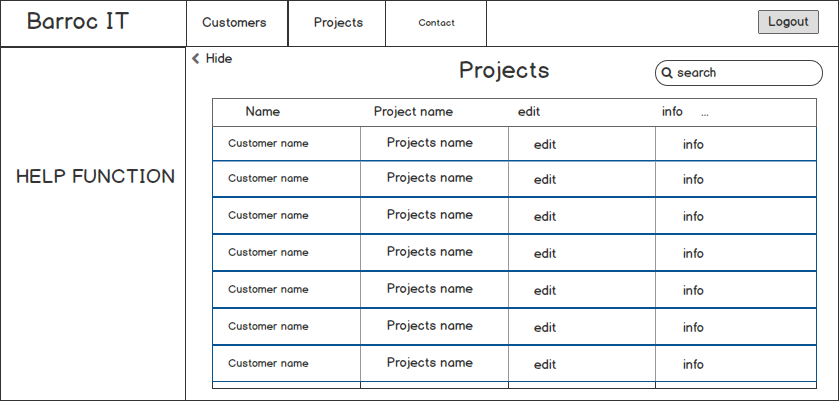 Barroc IT Customers Projects Contact Logout
Hide
Projects
search
HELP FUNCTION
Name Project name edit info ...
Customer name Projects name edit info
Customer name Projects name edit info
Customer name Projects name edit info
Customer name Projects name edit info
Customer name Projects name edit info
Customer name Projects name edit info
Customer name Projects name edit info